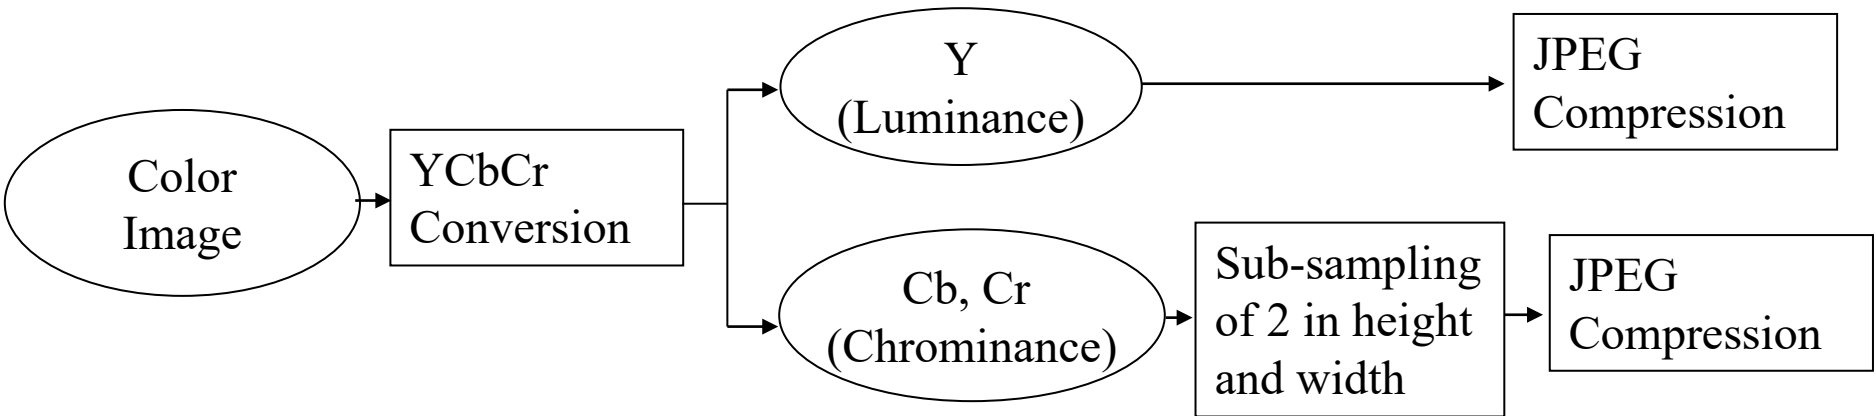 Color
Image
YCbCr
Conversion
Y
(Luminance)
JPEG
Compression
Cb, Cr
(Chrominance)
Sub-sampling
of 2 in height
and width
JPEG
Compression